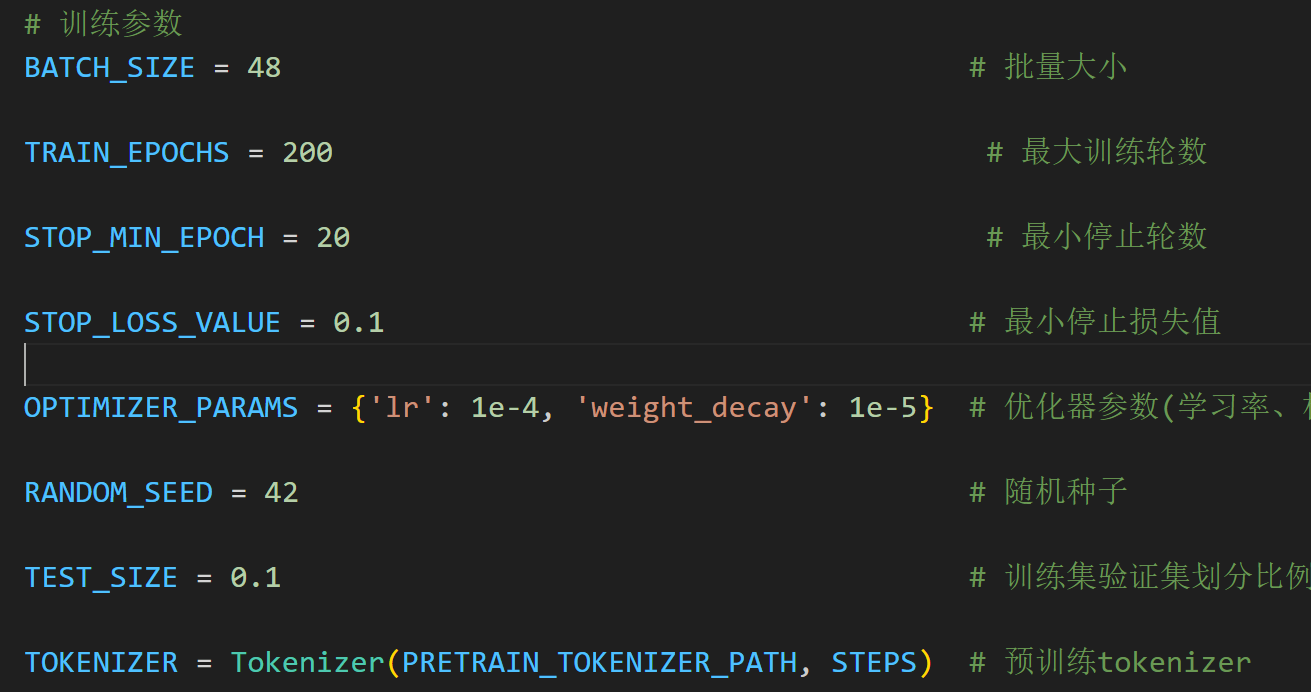 # 训练参数
BATCH_SIZE = 48 # 批量大小
TRAIN_EPOCHS = 200 # 最大训练轮数
STOP_MIN_EPOCH = 20 # 最小停止轮数
STOP_LOSS_VALUE = 0.1 # 最小停止损失值
OPTIMIZER_PARAMS = {'lr': 1e-4, 'weight_decay': 1e-5} # 优化器参数(学习率、
RANDOM_SEED = 42 # 随机种子
TEST_SIZE = 0.1 # 训练集验证集划分比例
TOKENIZER = Tokenizer(PRETRAIN_TOKENIZER_PATH, STEPS) # 预训练tokenizer